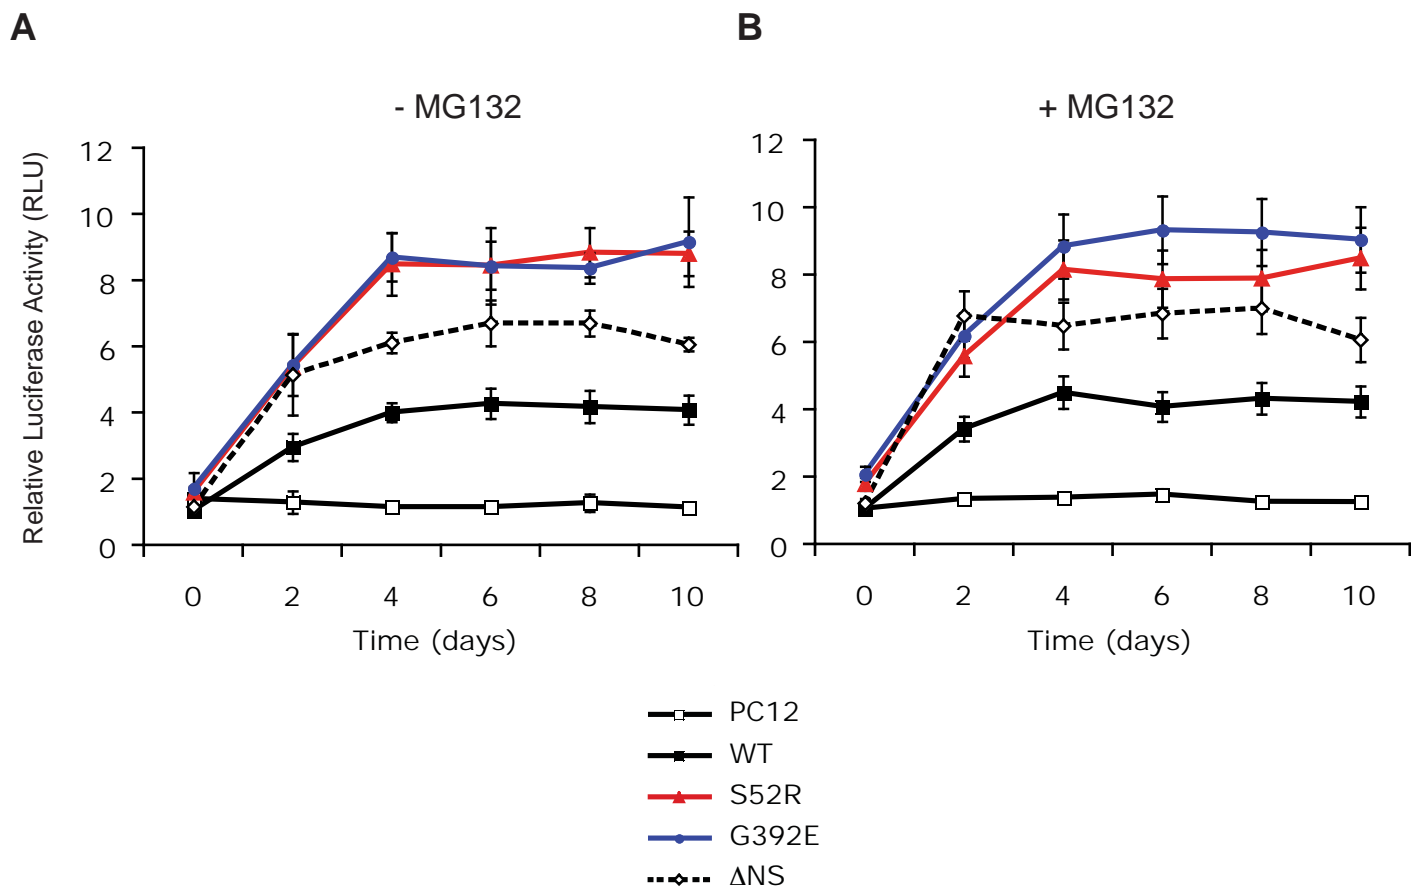 A
B
- MG132
+ MG132
Relative Luciferase Activity (RLU)
12
10
8
6
4
2
0
0 2 4 6 8 10
Time (days)
12
10
8
6
4
2
0
0 2 4 6 8 10
Time (days)
PC12
WT
S52R
G392E
ΔNS